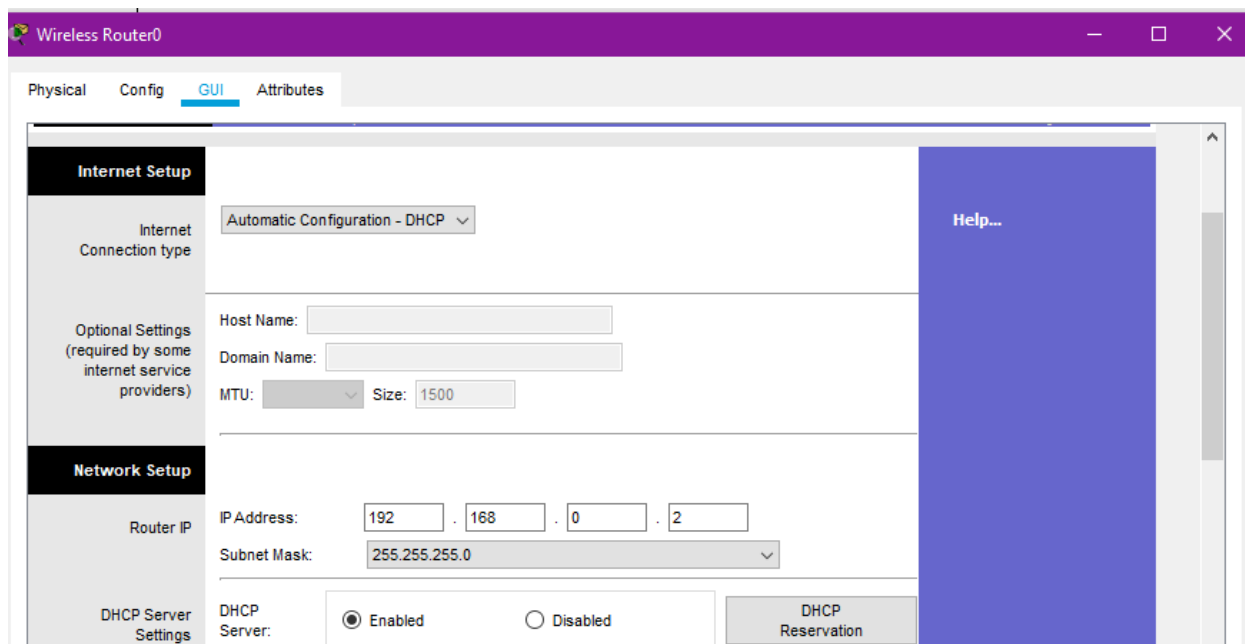 Wireless Router0
Physical Config GUI Attributes
Internet Setup
Internet
Connection type
Automatic Configuration - DHCP
Help...
Optional Settings
(required by some
internet service
providers)
Host Name:
Domain Name:
MTU: Size: 1500
Network Setup
Router IP
IP Address: 192 . 168 . 0 . 2
Subnet Mask: 255.255.255.0
DHCP Server
Settings
DHCP
Server:
Enabled Disabled
DHCP
Reservation